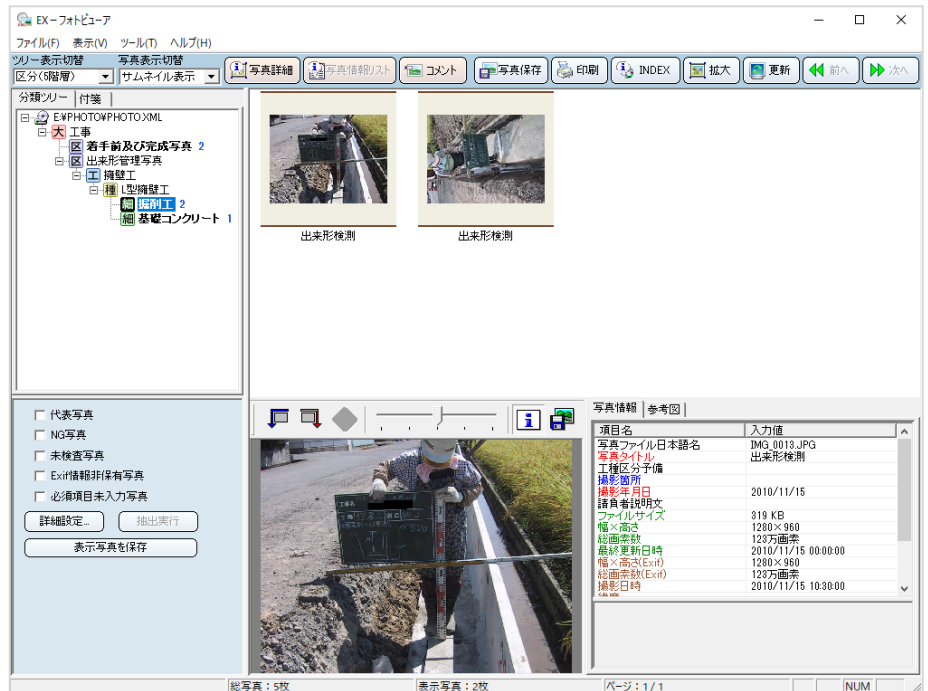 EX－フォトビューア
ファイル(F) 表示(V) ツール(T) ヘルプ(H)
ツリー表示切替 写真表示切替
区分(5階層) サムネイル表示 写真詳細 写真情報リスト コメント 写真保存 印刷 INDEX 拡大 更新 前へ 次へ
分類ツリー 付箋
E:¥PHOTO¥PHOTO.XML
大 工事
区 着手前及び完成写真 2
区 出来形管理写真
工 擁壁工
種 L型擁壁工
細 掘削工 2
細 基礎コンクリート 1
出来形検測 出来形検測
代表写真
NG写真
未検査写真
Exif情報非保有写真
必須項目未入力写真
詳細設定... 抽出実行
表示写真を保存
工事名
写真情報 参考図
項目名 入力値
写真ファイル日本語名 IMG_0013.JPG
写真タイトル 出来形検測
工種区分予備
撮影箇所
撮影年月日 2010/11/15
請負者説明文
ファイルサイズ 319 KB
幅×高さ 1280×960
総画素数 123万画素
最終更新日時 2010/11/15 00:00:00
幅×高さ(Exif) 1280×960
総画素数(Exif) 123万画素
撮影日時 2010/11/15 10:30:00
総写真：5枚 表示写真：2枚 ページ：1/1 NUM